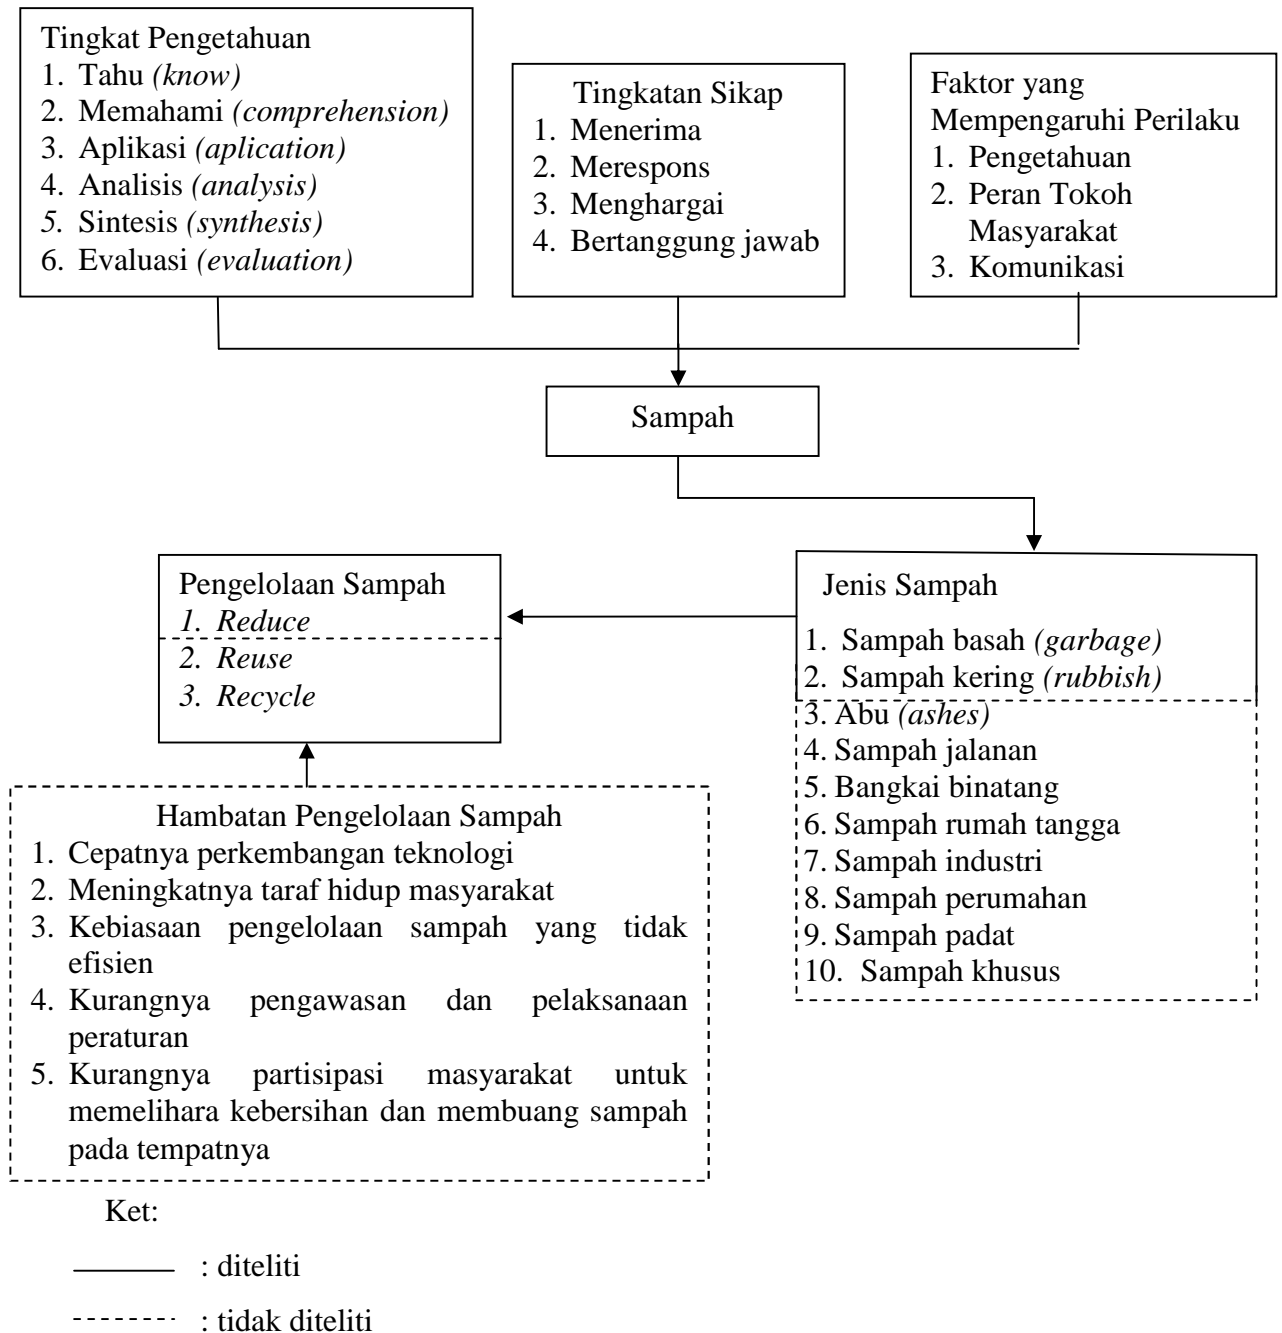 Tingkat Pengetahuan
1. Tahu (know)
2. Memahami (comprehension)
3. Aplikasi (aplication)
4. Analisis (analysis)
5. Sintesis (synthesis)
6. Evaluasi (evaluation)
Tingkatan Sikap
1. Menerima
2. Merespons
3. Menghargai
4. Bertanggung jawab
Faktor yang
Mempengaruhi Perilaku
1. Pengetahuan
2. Peran Tokoh
Masyarakat
3. Komunikasi
Sampah
Pengelolaan Sampah
1. Reduce
2. Reuse
3. Recycle
Jenis Sampah
1. Sampah basah (garbage)
2. Sampah kering (rubbish)
3. Abu (ashes)
4. Sampah jalanan
5. Bangkai binatang
6. Sampah rumah tangga
7. Sampah industri
8. Sampah perumahan
9. Sampah padat
10. Sampah khusus
Hambatan Pengelolaan Sampah
1. Cepatnya perkembangan teknologi
2. Meningkatnya taraf hidup masyarakat
3. Kebiasaan pengelolaan sampah yang tidak
efisien
4. Kurangnya pengawasan dan pelaksanaan
peraturan
5. Kurangnya partisipasi masyarakat untuk
memelihara kebersihan dan membuang sampah
pada tempatnya
Ket:
: diteliti
: tidak diteliti